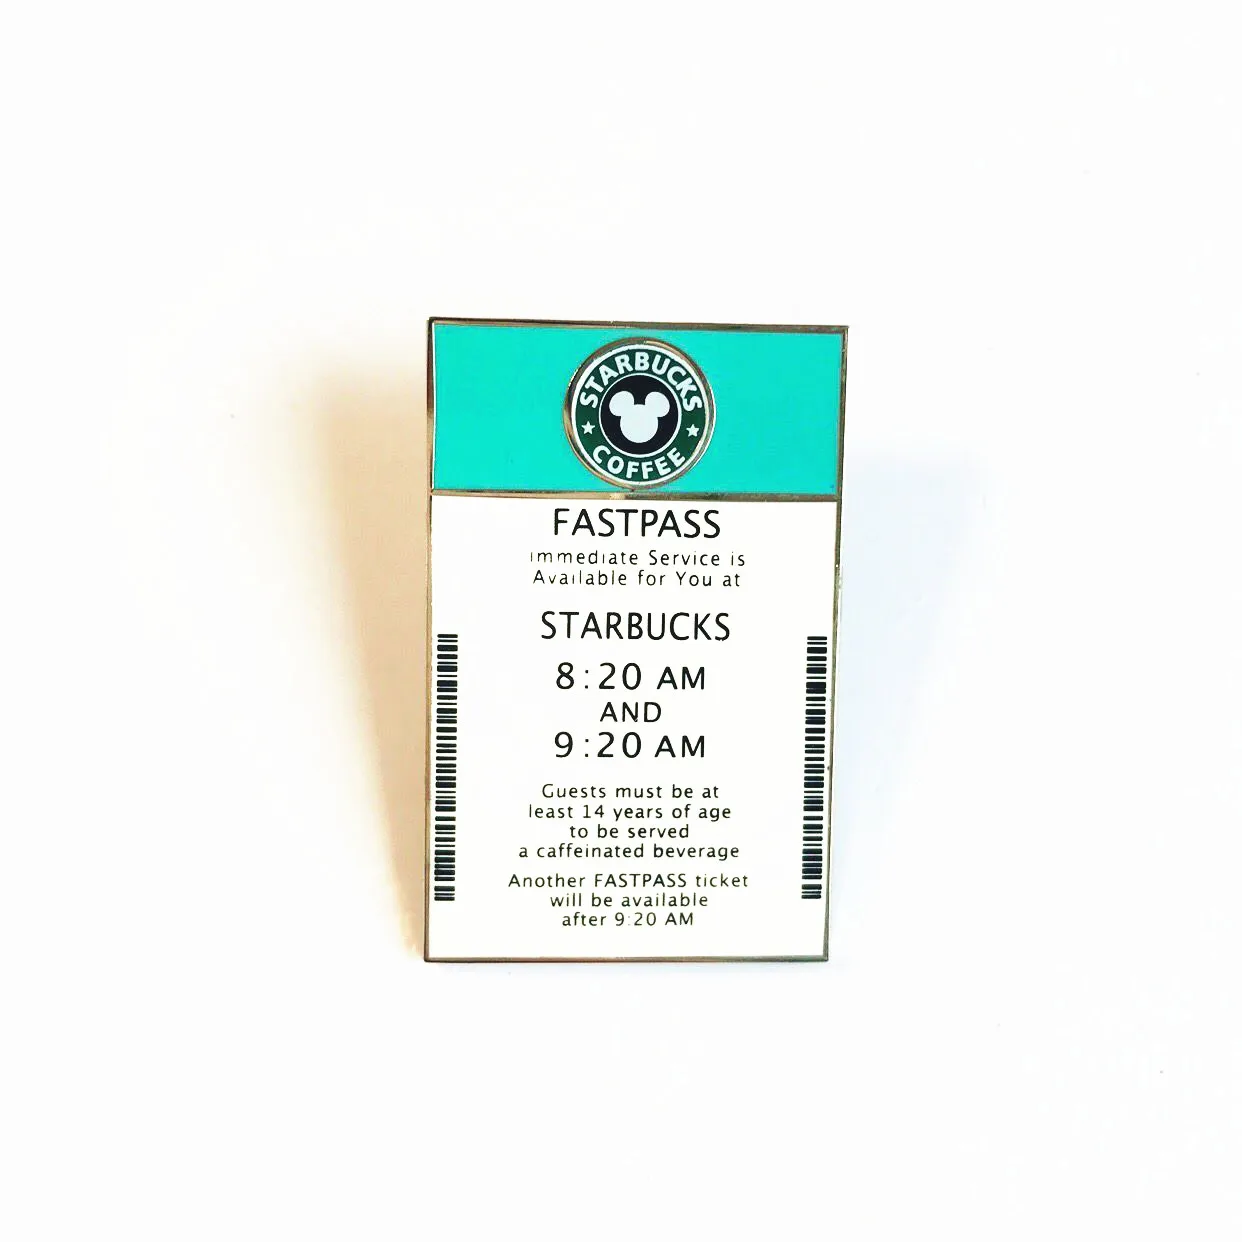 STARBUCKS
COFFEE
FASTPASS
immediate Service is
Available for You at
STARBUCKS
8:20 AM
AND
9:20 AM
Guests must be at
least 14 years of age
to be served
a caffeinated beverage
Another FASTPASS ticket
will be available
after 9:20 AM